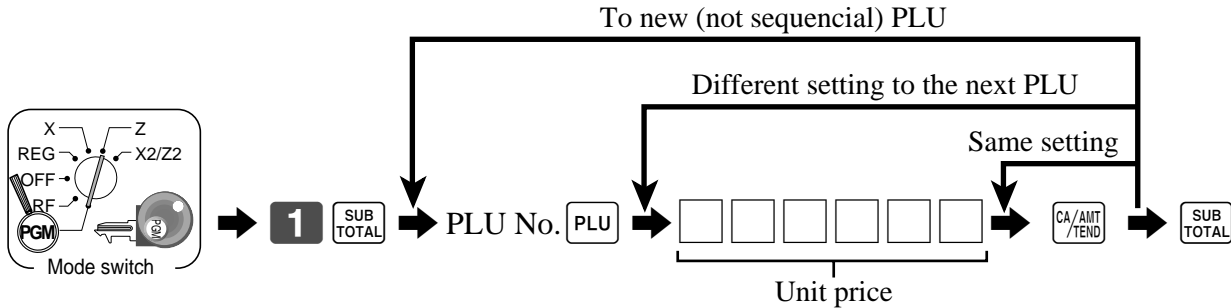 To new (not sequencial) PLU
Different setting to the next PLU
Same setting
X Z
REG X2/Z2
OFF
RF
PGM
PGM
Mode switch
1 SUB TOTAL PLU No. PLU CA/AMT TEND SUB TOTAL
Unit price